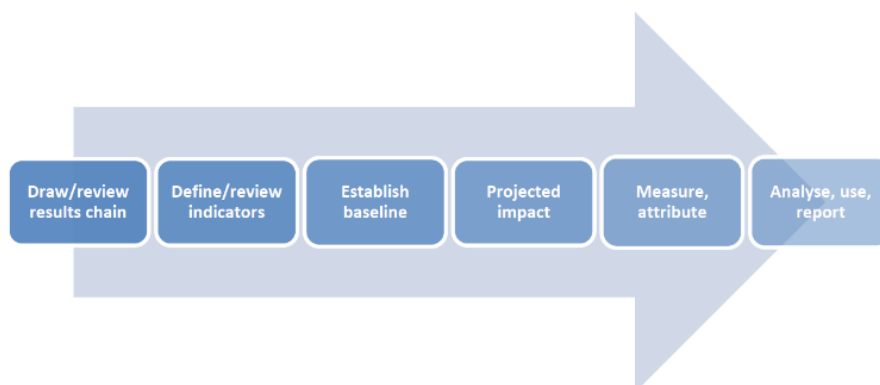 Draw/review
results chain
Define/review
indicators
Establish
baseline
Projected
impact
Measure,
attribute
Analyse, use,
report